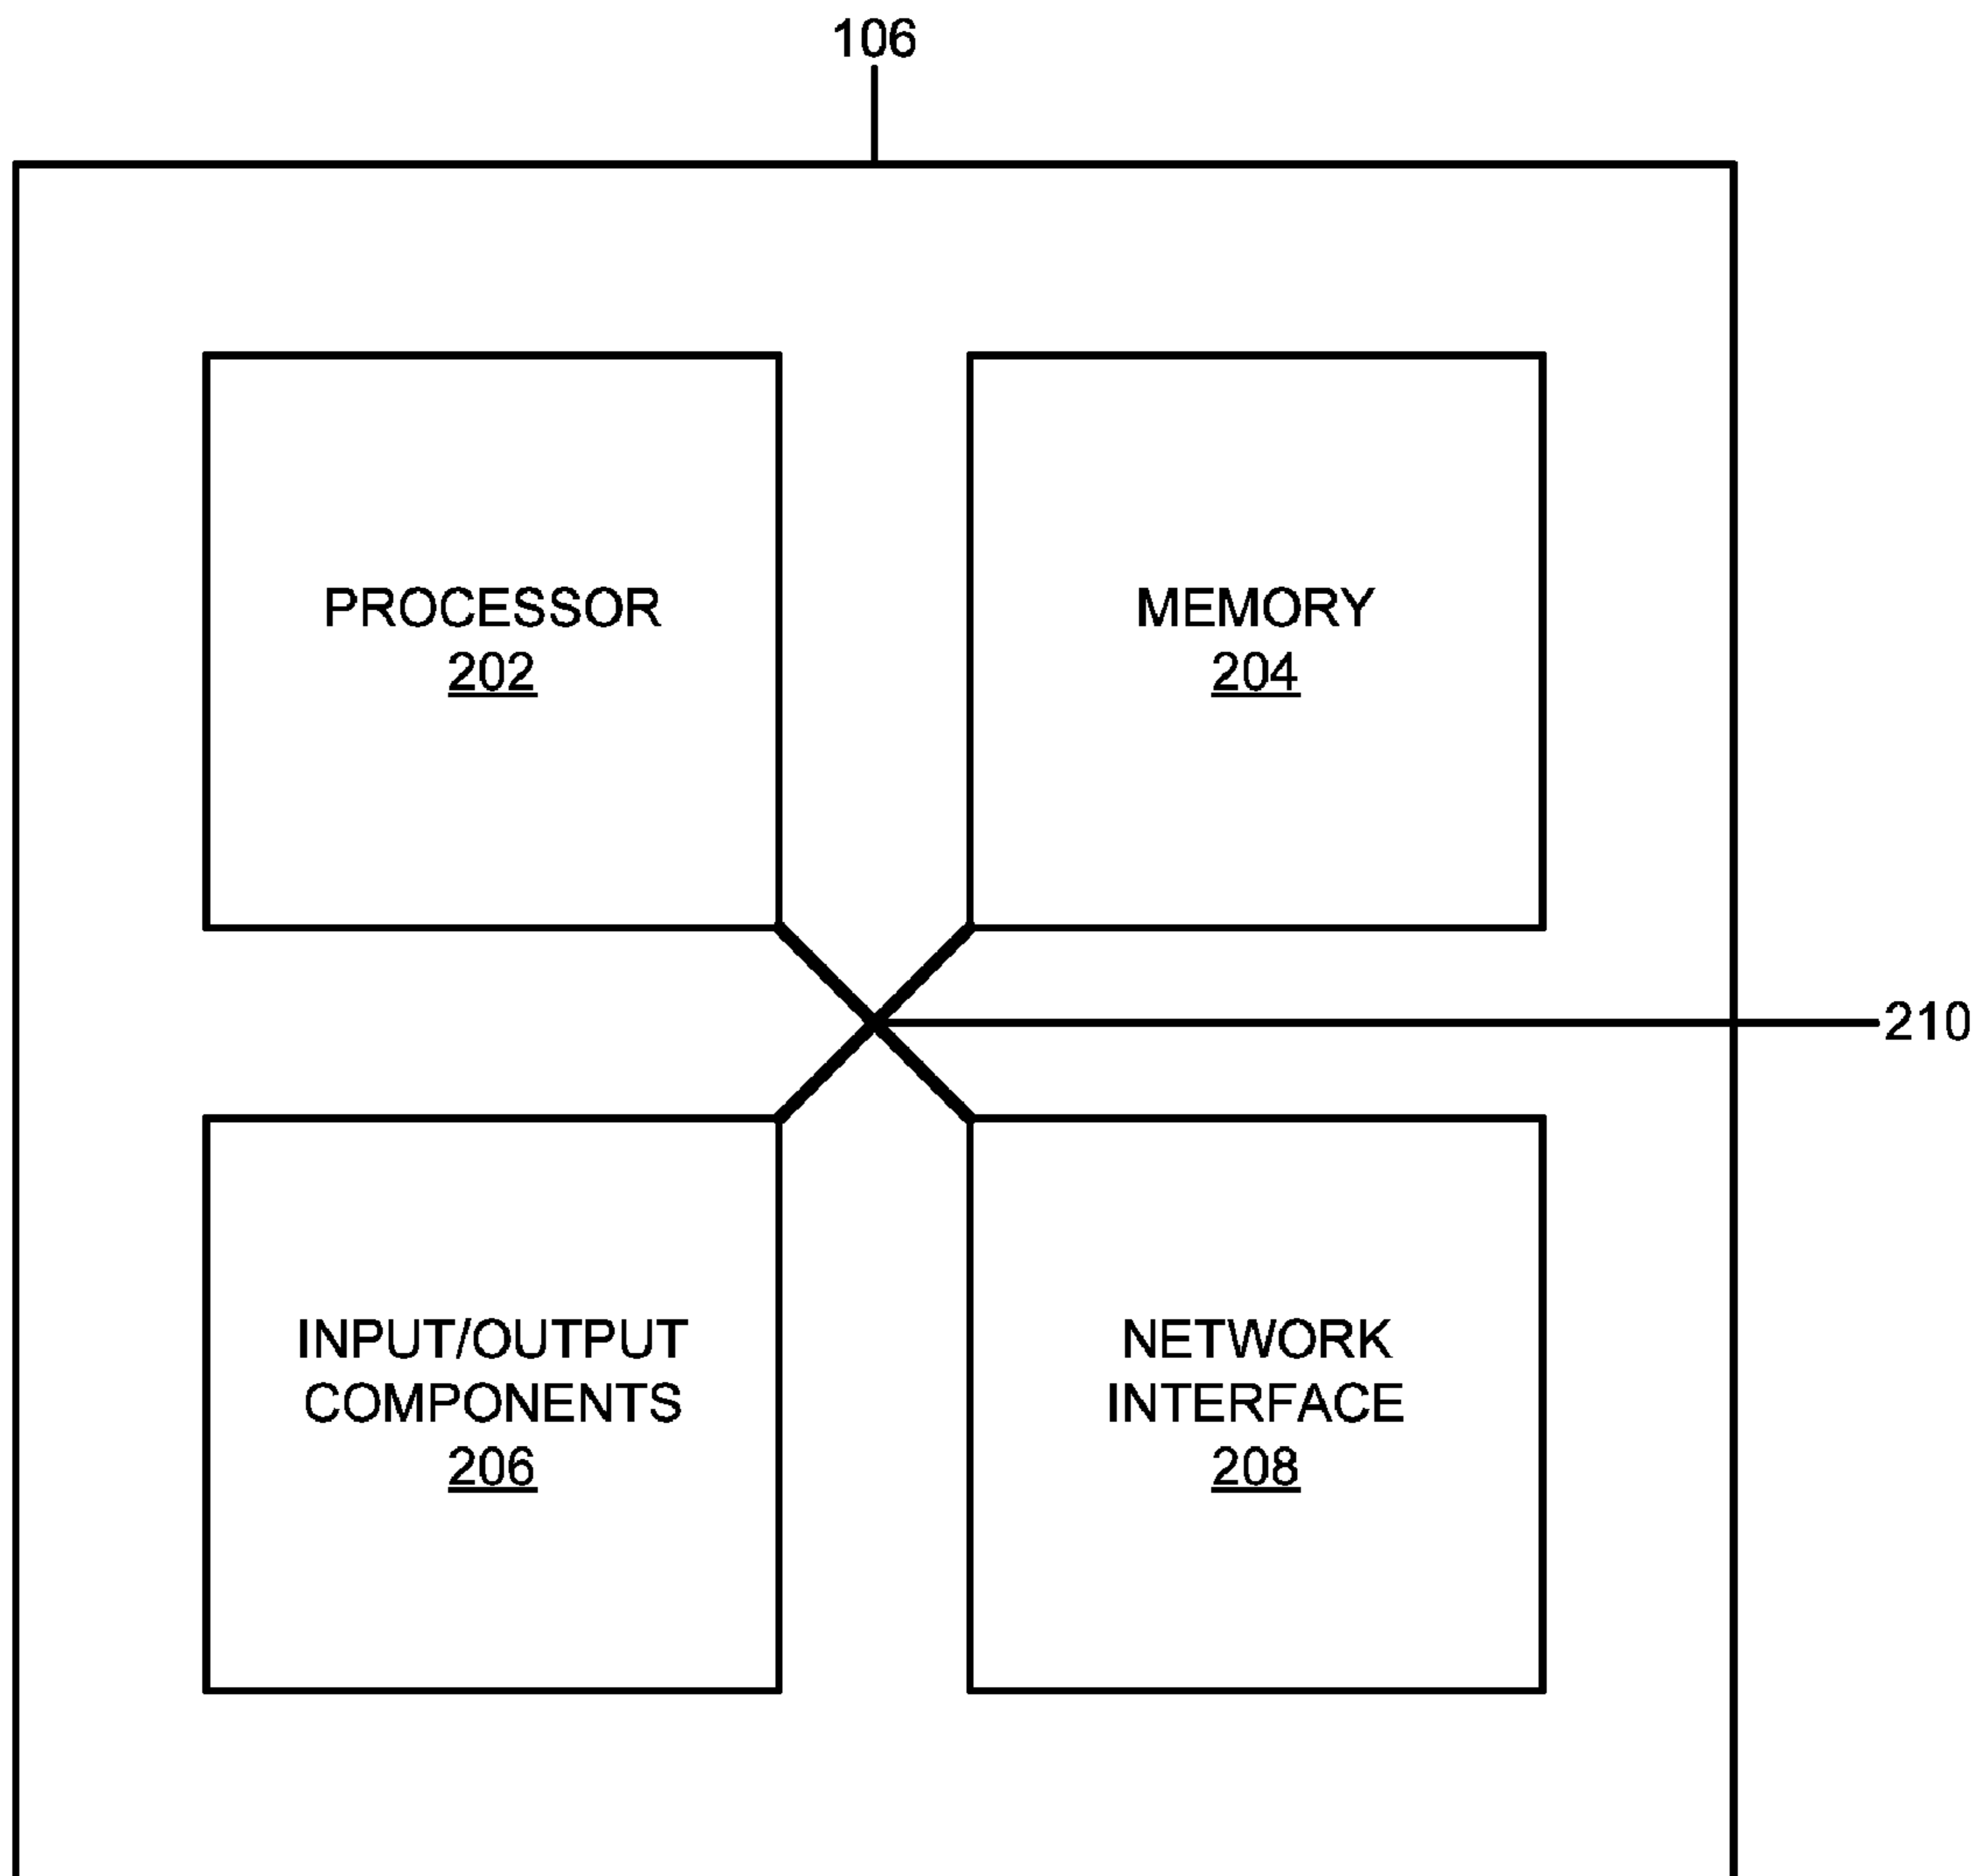 106
PROCESSOR
202
MEMORY
204
210
INPUT/OUTPUT
COMPONENTS
206
NETWORK
INTERFACE
208